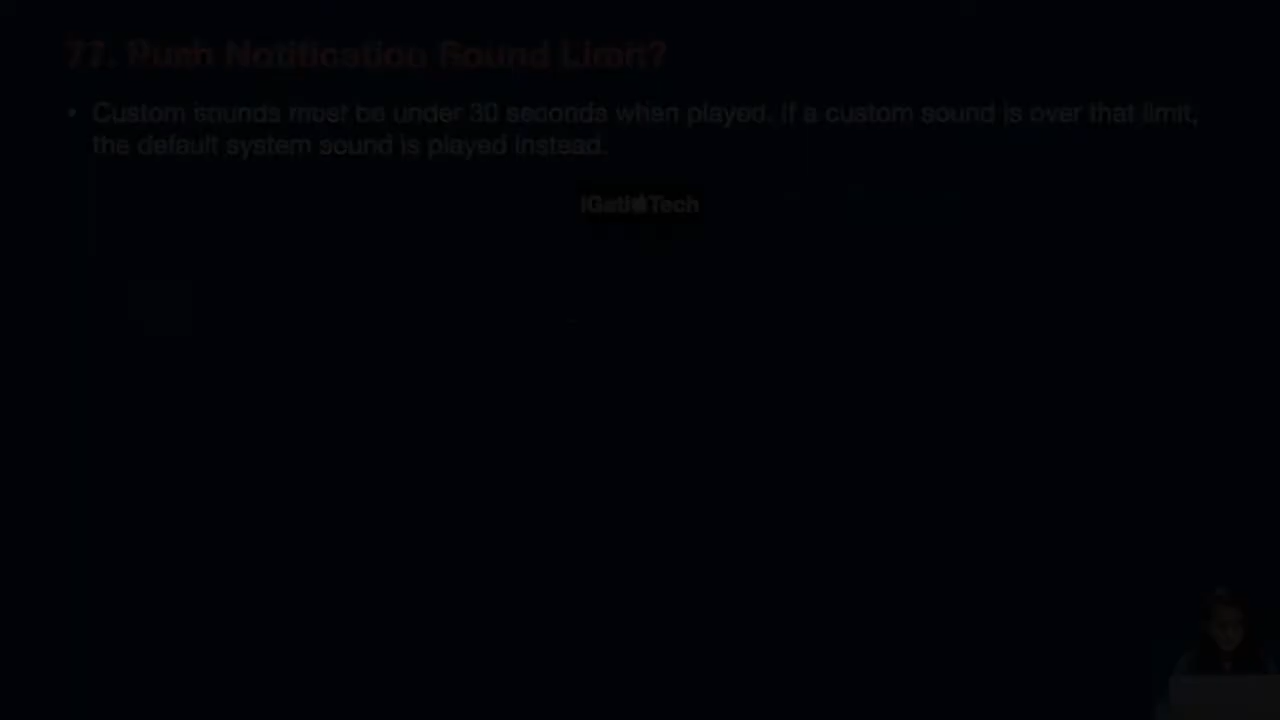 77. Push Notification Sound Limit?
• Custom sounds must be under 30 seconds when played. If a custom sound is over that limit,
the default system sound is played instead.
iGatiTech